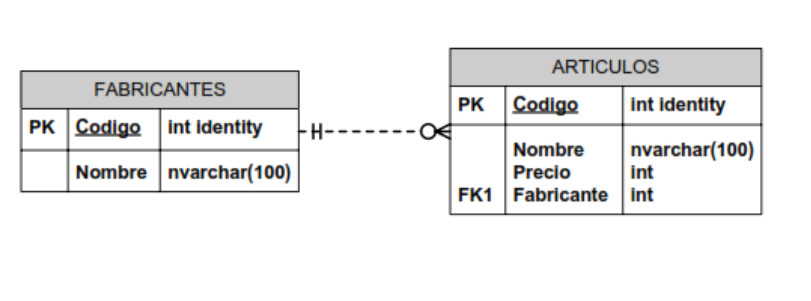 FABRICANTES
PK Codigo int identity
Nombre nvarchar(100)
ARTICULOS
PK Codigo int identity
Nombre nvarchar(100)
Precio int
FK1 Fabricante int